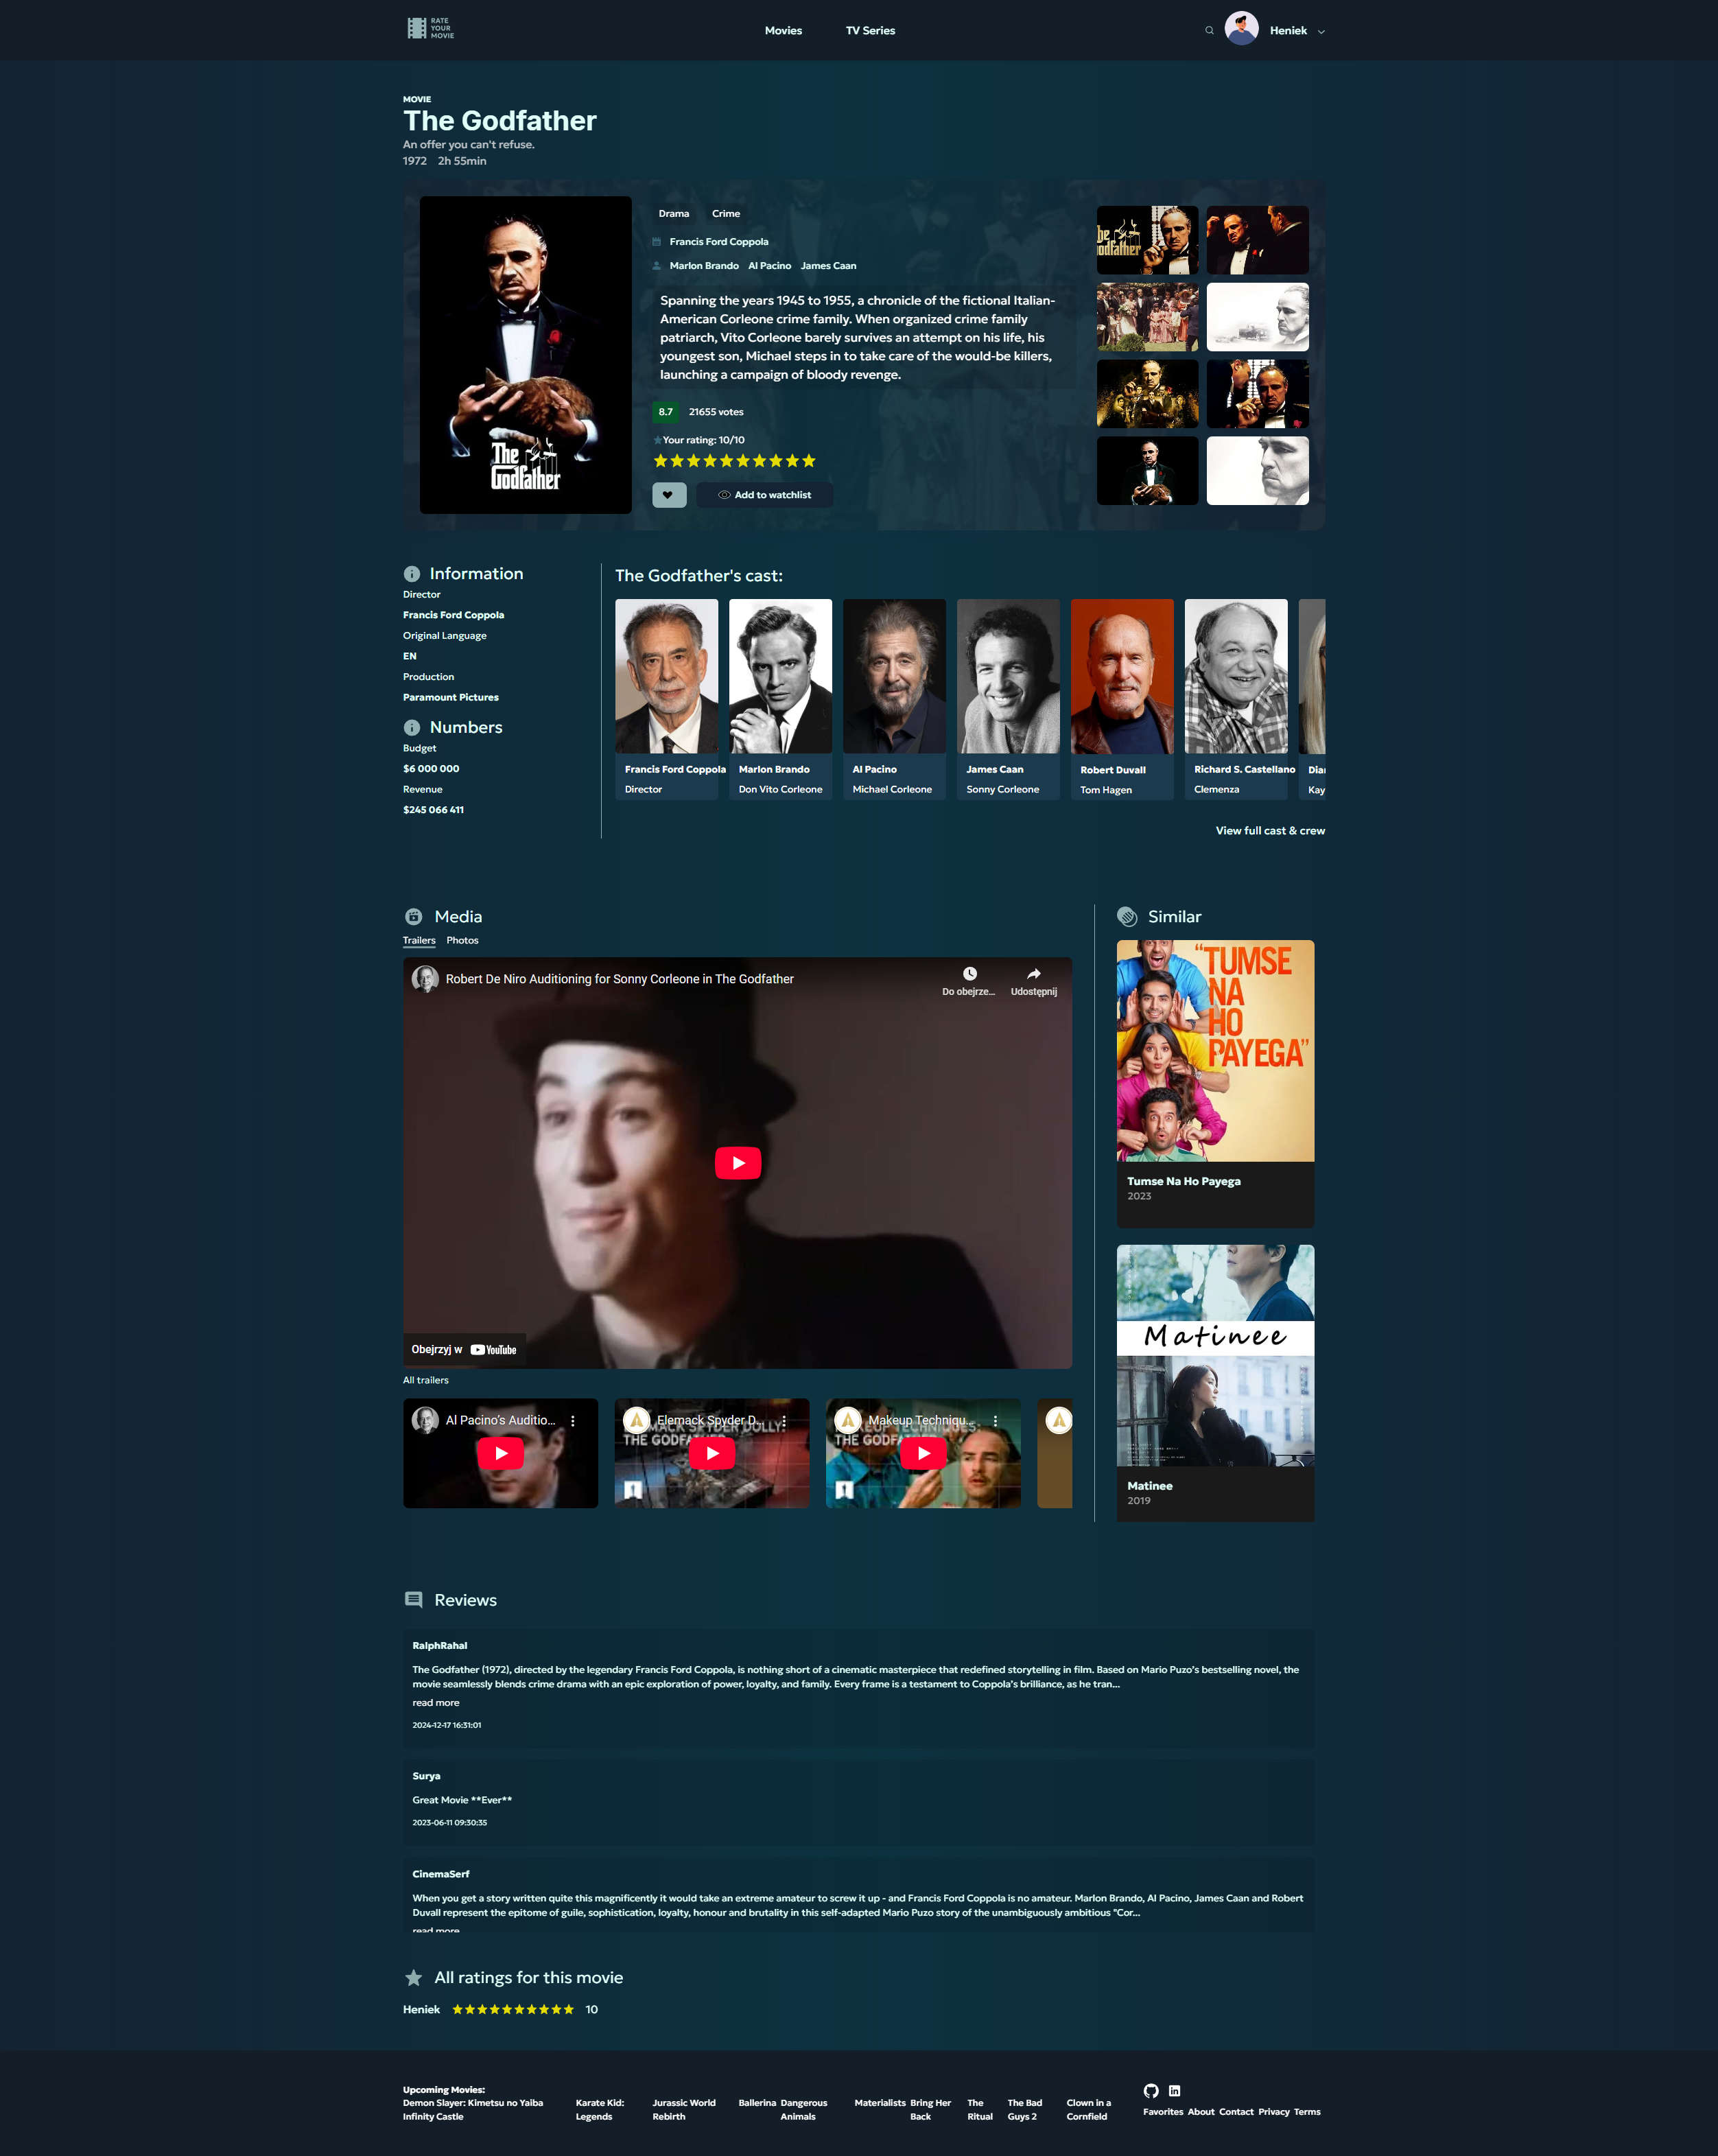 RATE
YOUR
MOVIE
Movies
TV Series
Heniek
MOVIE
The Godfather
An offer you can't refuse.
1972 2h 55min
The
Godfather
Drama Crime
Francis Ford Coppola
Marlon Brando Al Pacino James Caan
Spanning the years 1945 to 1955, a chronicle of the fictional Italian-
American Corleone crime family. When organized crime family
patriarch, Vito Corleone barely survives an attempt on his life, his
youngest son, Michael steps in to take care of the would-be killers,
launching a campaign of bloody revenge.
8.7 21655 votes
Your rating: 10/10
Add to watchlist
Information
Director
Francis Ford Coppola
Original Language
EN
Production
Paramount Pictures
Numbers
Budget
$6 000 000
Revenue
$245 066 411
The Godfather's cast:
Francis Ford Coppola
Director
Marlon Brando
Don Vito Corleone
Al Pacino
Michael Corleone
James Caan
Sonny Corleone
Robert Duvall
Tom Hagen
Richard S. Castellano
Clemenza
Dia
Kay
View full cast & crew
Media
Trailers Photos
Robert De Niro Auditioning for Sonny Corleone in The Godfather
Do obejrze...
Udostępnij
Obejrzyj w YouTube
All trailers
Al Pacino's Auditio...
Elemack Spyder D...
SPYDER DOLLY:
THE GODFATHER
Makeup Techniqu...
MAKEUP TECHNIQUES:
THE GODFATHER
Similar
"TUMSE
NA
HO
PAYEGA"
Tumse Na Ho Payega
2023
Matinee
Matinee
2019
Reviews
RalphRahal
The Godfather (1972), directed by the legendary Francis Ford Coppola, is nothing short of a cinematic masterpiece that redefined storytelling in film. Based on Mario Puzo's bestselling novel, the
movie seamlessly blends crime drama with an epic exploration of power, loyalty, and family. Every frame is a testament to Coppola's brilliance, as he tran...
read more
2024-12-17 16:31:01
Surya
Great Movie **Ever**
2023-06-11 09:30:35
CinemaSerf
When you get a story written quite this magnificently it would take an extreme amateur to screw it up - and Francis Ford Coppola is no amateur. Marlon Brando, Al Pacino, James Caan and Robert
Duvall represent the epitome of guile, sophistication, loyalty, honour and brutality in this self-adapted Mario Puzo story of the unambiguously ambitious "Cor...
read more
All ratings for this movie
Heniek 10
Upcoming Movies:
Demon Slayer: Kimetsu no Yaiba
Infinity Castle
Karate Kid:
Legends
Jurassic World
Rebirth
Ballerina
Dangerous
Animals
Materialists
Bring Her
Back
The
Ritual
The Bad
Guys 2
Clown in a
Cornfield
Favorites About Contact Privacy Terms